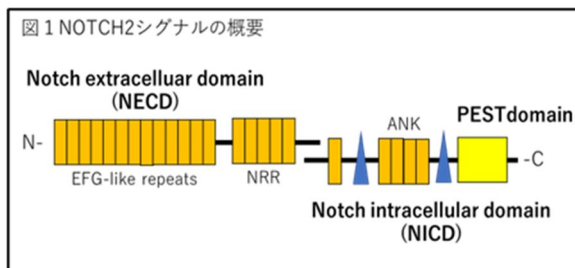 図1 NOTCH2シグナルの概要
Notch extracelluar domain
(NECD)
ANK
PESTdomain
N-
-C
EFG-like repeats
NRR
Notch intracellular domain
(NICD)